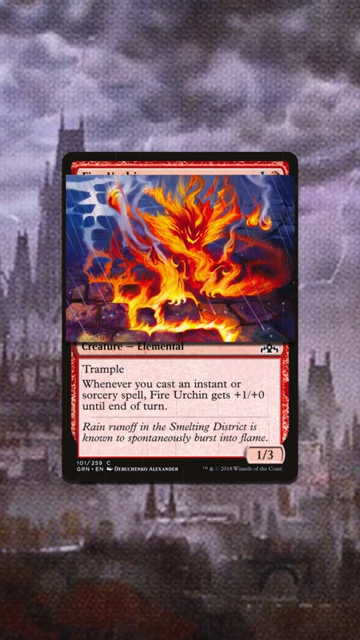 Creature — Elemental
Trample
Whenever you cast an instant or
sorcery spell, Fire Urchin gets +1/+0
until end of turn.
Rain runoff in the Smelting District is
known to spontaneously burst into flame.
1/3
101/259 C
GRN • EN DERUCHENKO ALEXANDER
™ & © 2018 Wizards of the Coast